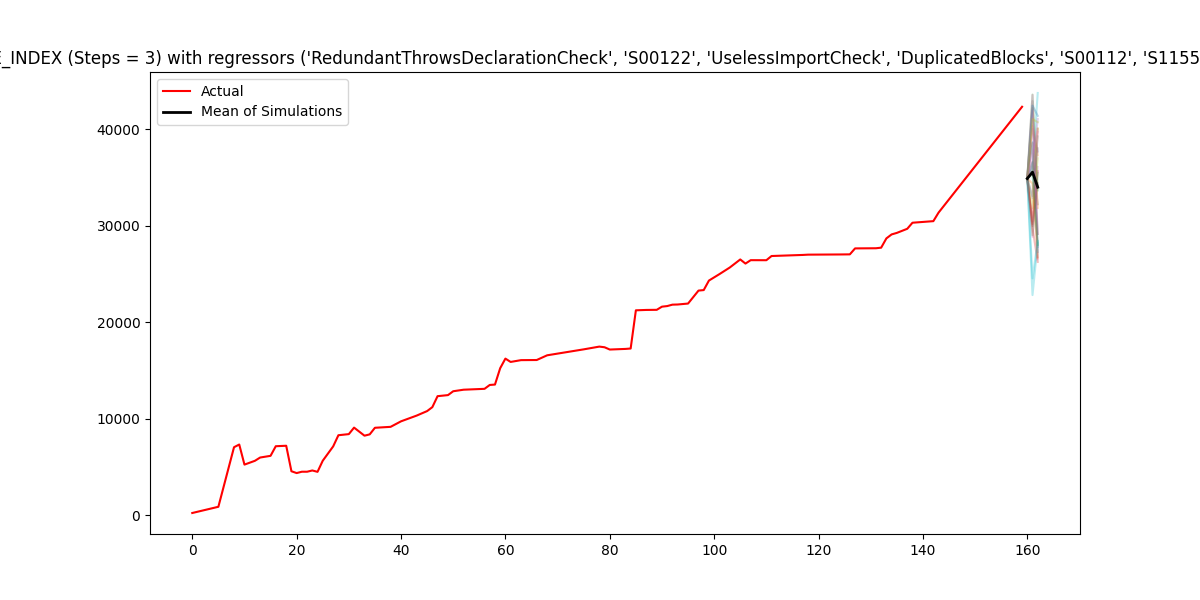 _INDEX (Steps = 3) with regressors ('RedundantThrowsDeclarationCheck', 'S00122', 'UselessImportCheck', 'DuplicatedBlocks', 'S00112', 'S1155
Actual
Mean of Simulations
40000
30000
20000
10000
0
0 20 40 60 80 100 120 140 160